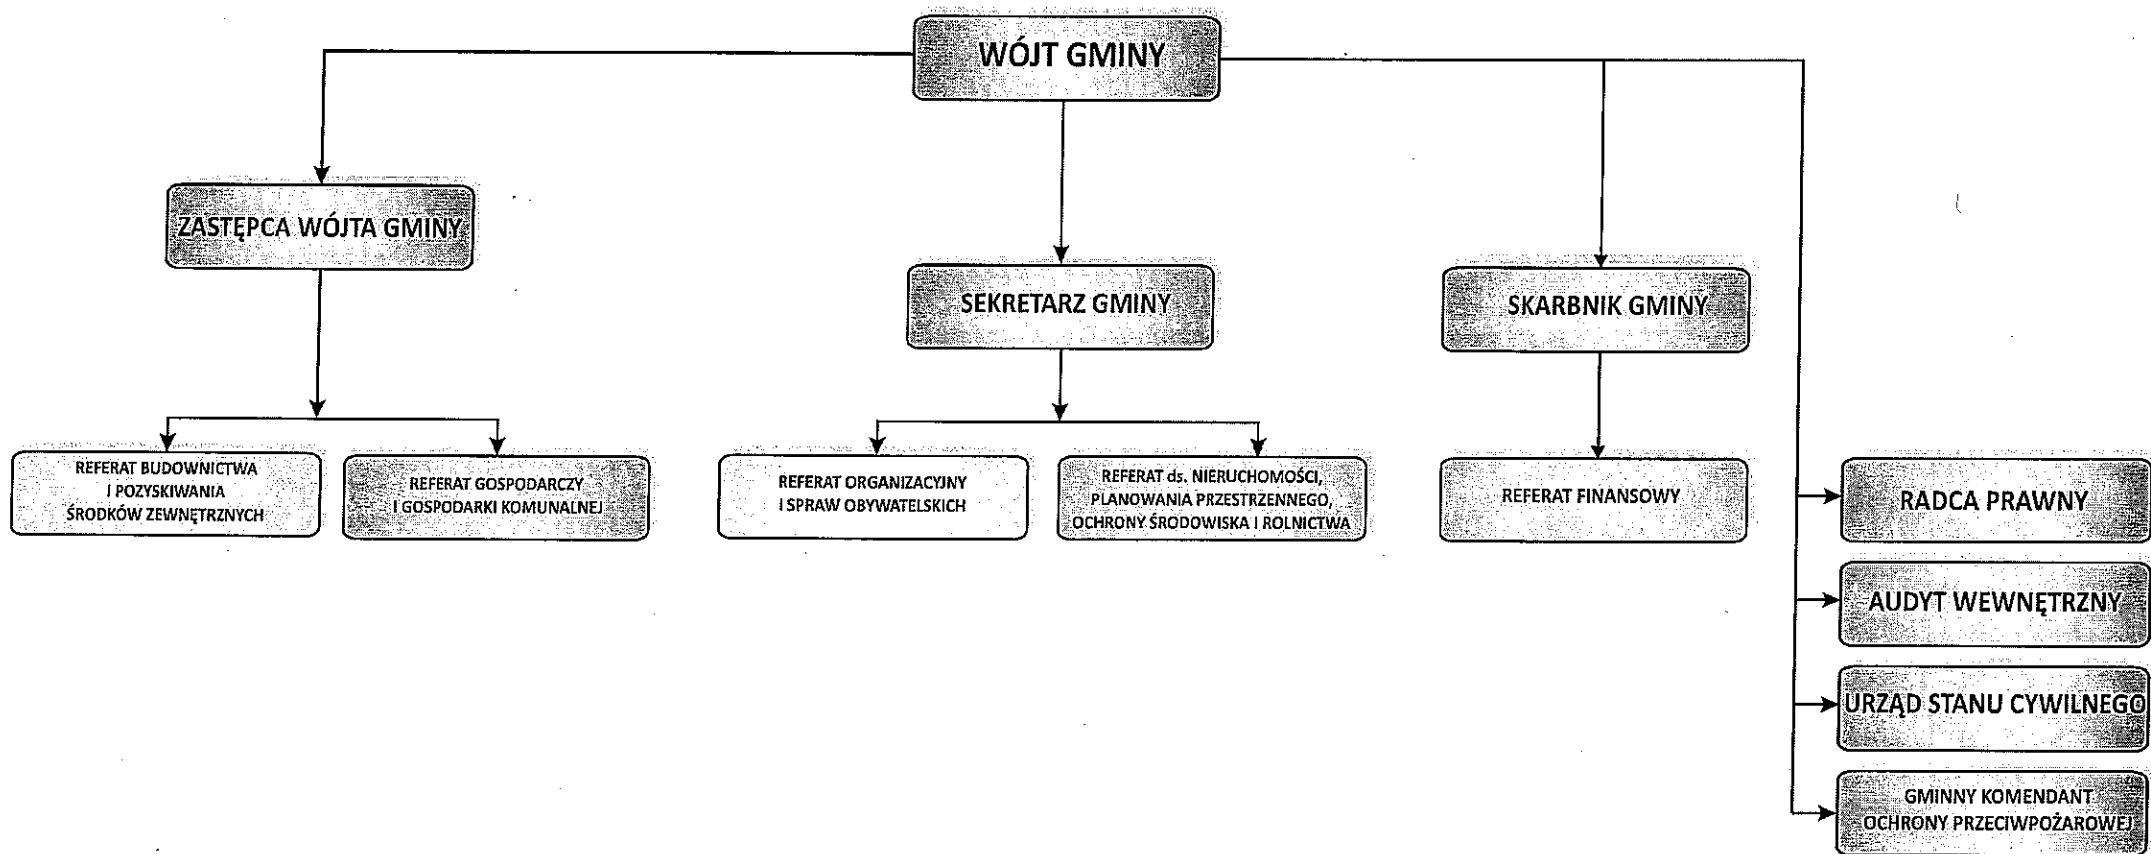 WÓJT GMINY
ZASTĘPCA WÓJTA GMINY
SEKRETARZ GMINY
SKARBNIK GMINY
REFERAT BUDOWNICTWA
I POZYSKIWANIA
ŚRODKÓW ZEWNĘTRZNYCH
REFERAT GOSPODARCZY
I GOSPODARKI KOMUNALNEJ
REFERAT ORGANIZACYJNY
I SPRAW OBYWATELSKICH
REFERAT ds. NIERUCHOMOŚCI,
PLANOWANIA PRZESTRZENNEGO,
OCHRONY ŚRODOWISKA I ROLNICTWA
REFERAT FINANSOWY
RADCA PRAWNY
AUDYT WEWNĘTRZNY
URZĄD STANU CYWILNEGO
GMINNY KOMENDANT
OCHRONY PRZECIWPOŻAROWEJ